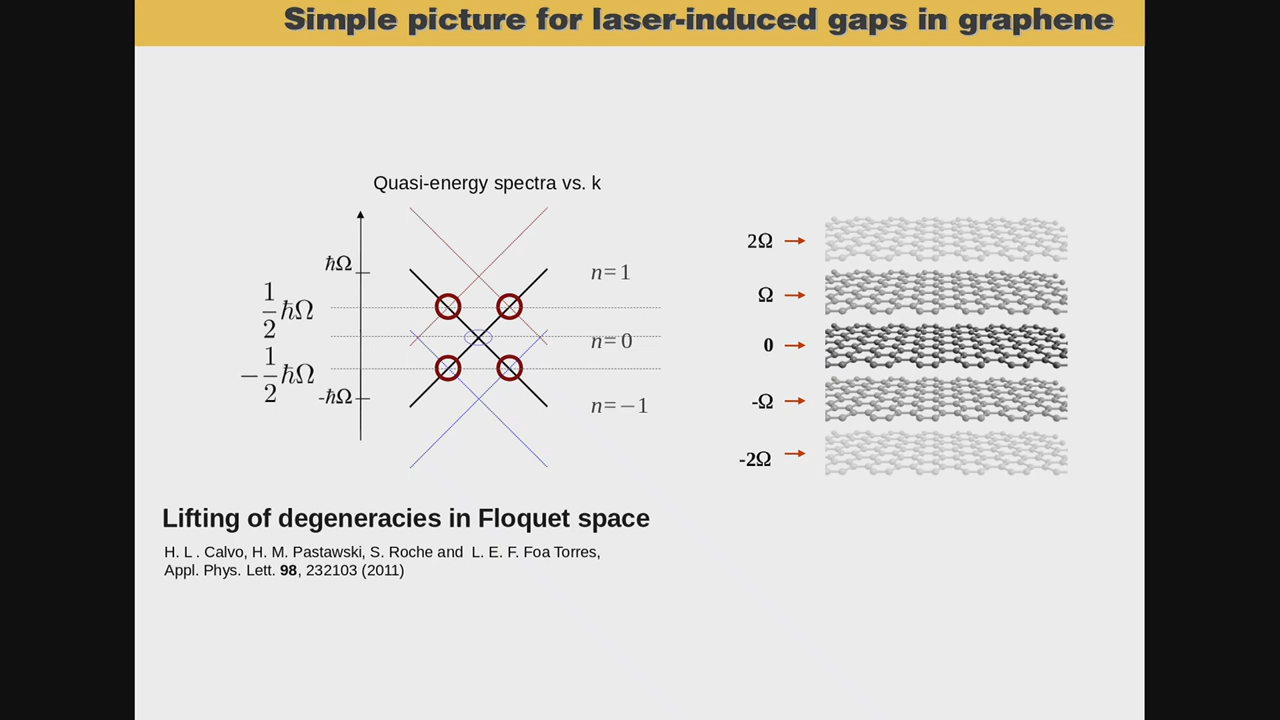 Simple picture for laser-induced gaps in graphene
Quasi-energy spectra vs. k
ħΩ
1/2 ħΩ
-1/2 ħΩ
-ħΩ
n=1
n=0
n=−1
2Ω
Ω
0
-Ω
-2Ω
Lifting of degeneracies in Floquet space
H. L . Calvo, H. M. Pastawski, S. Roche and L. E. F. Foa Torres,
Appl. Phys. Lett. 98, 232103 (2011)